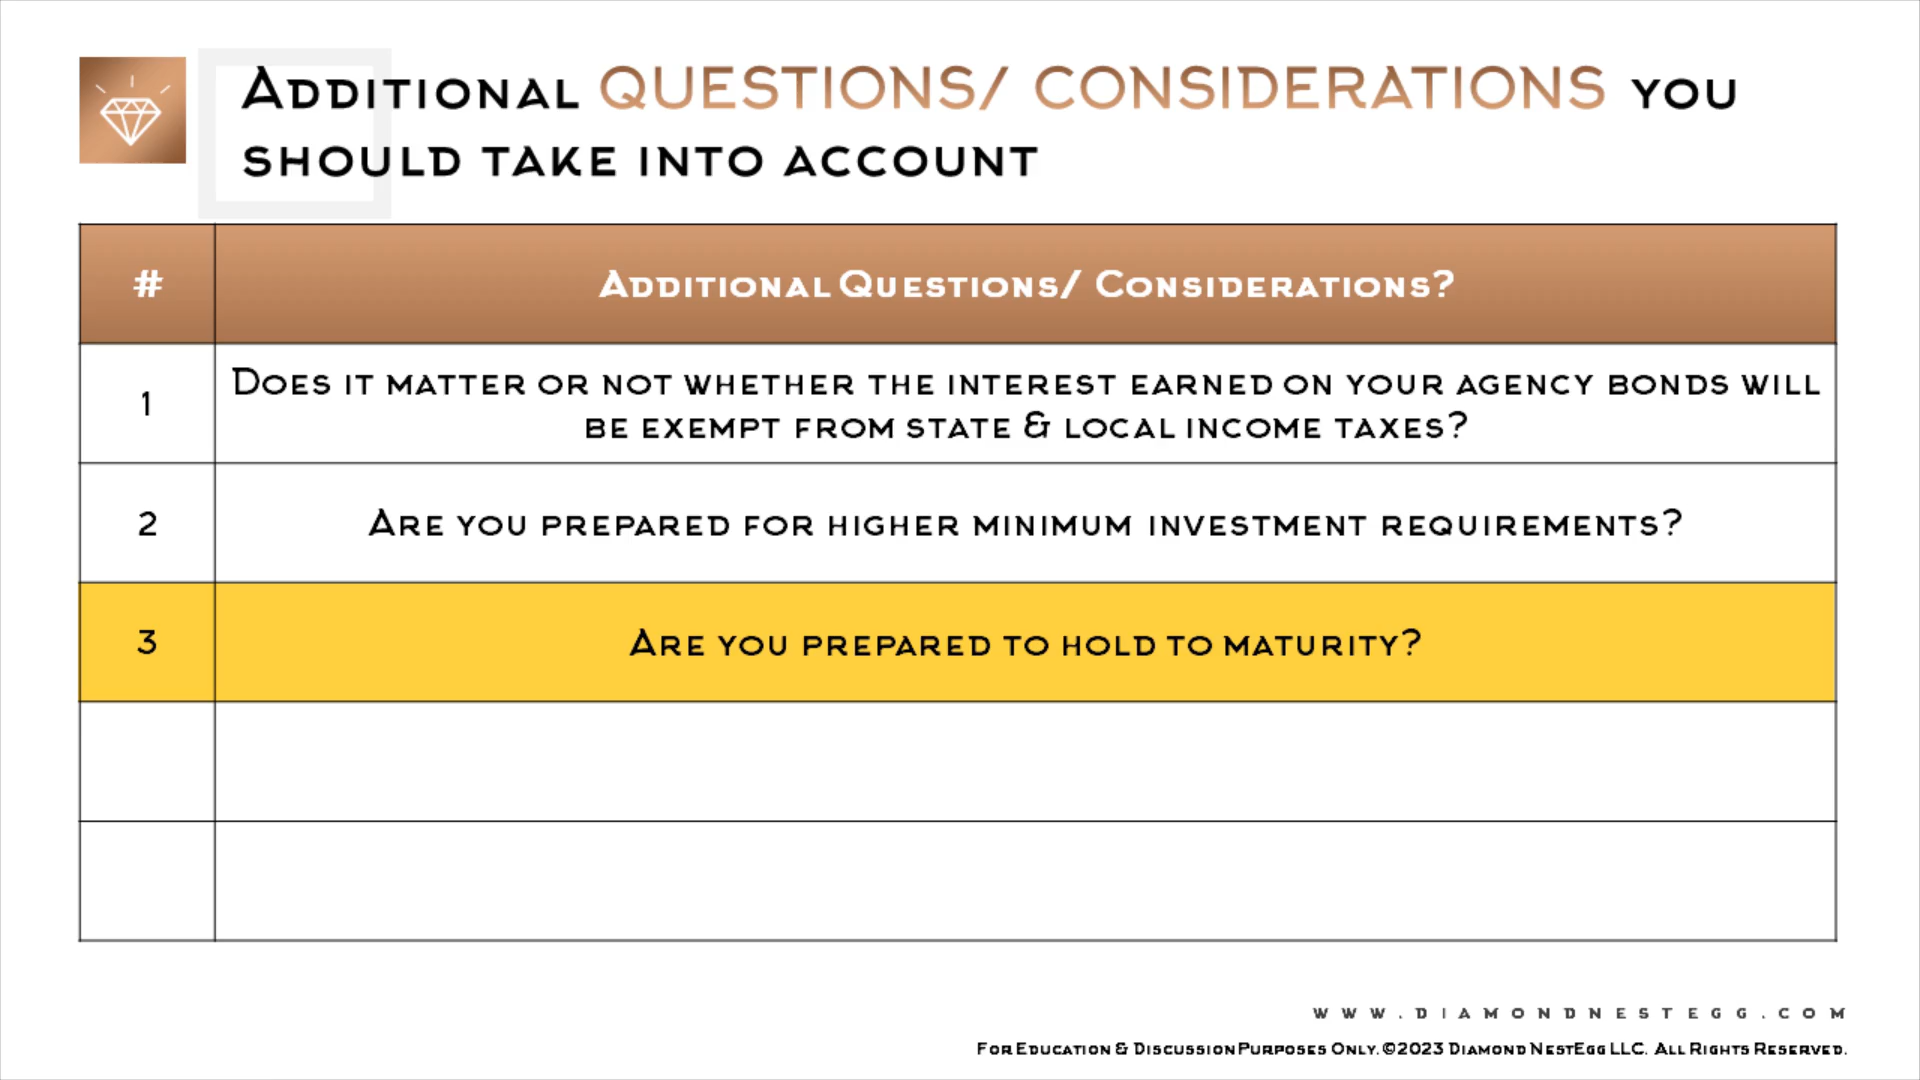 Additional QUESTIONS/ CONSIDERATIONS you
should take into account
# Additional Questions/ Considerations?
1 Does it matter or not whether the interest earned on your agency bonds will
be exempt from state & local income taxes?
2 Are you prepared for higher minimum investment requirements?
3 Are you prepared to hold to maturity?
www.diamondnestegg.com
For Education & Discussion Purposes Only. ©2023 Diamond NestEgg LLC. All Rights Reserved.